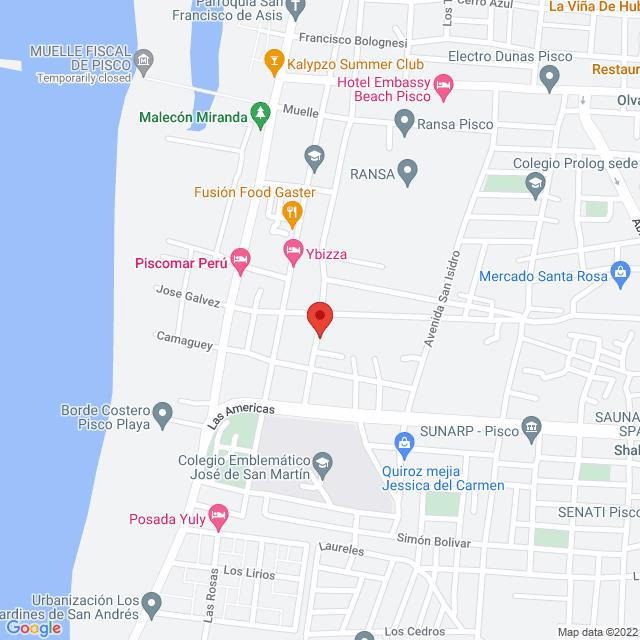 Parroquia San
Francisco de Asis
Cerro Azul
La Viña De Hub
Francisco Bolognesi
MUELLE FISCAL
DE PISCO
Temporarily closed
Kalypzo Summer Club
Electro Dunas Pisco
Restaur
Hotel Embassy
Beach Pisco
Muelle
Malecón Miranda
Ransa Pisco
Olva
RANSA
Colegio Prolog sede
Fusión Food Gaster
Ybizza
Piscomar Perú
Avenida San Isidro
Mercado Santa Rosa
Jose Galvez
Camaguey
Borde Costero
Pisco Playa
Las Americas
SUNARP - Pisco
SAUNA
SPA
Shal
Colegio Emblemático
José de San Martín
Quiroz mejia
Jessica del Carmen
Posada Yuly
SENATI Pisco
Simón Bolivar
Laureles
Los Lirios
Las Rosas
Urbanización Los
ardines de San Andrés
Los Cedros
Google
Map data ©2022